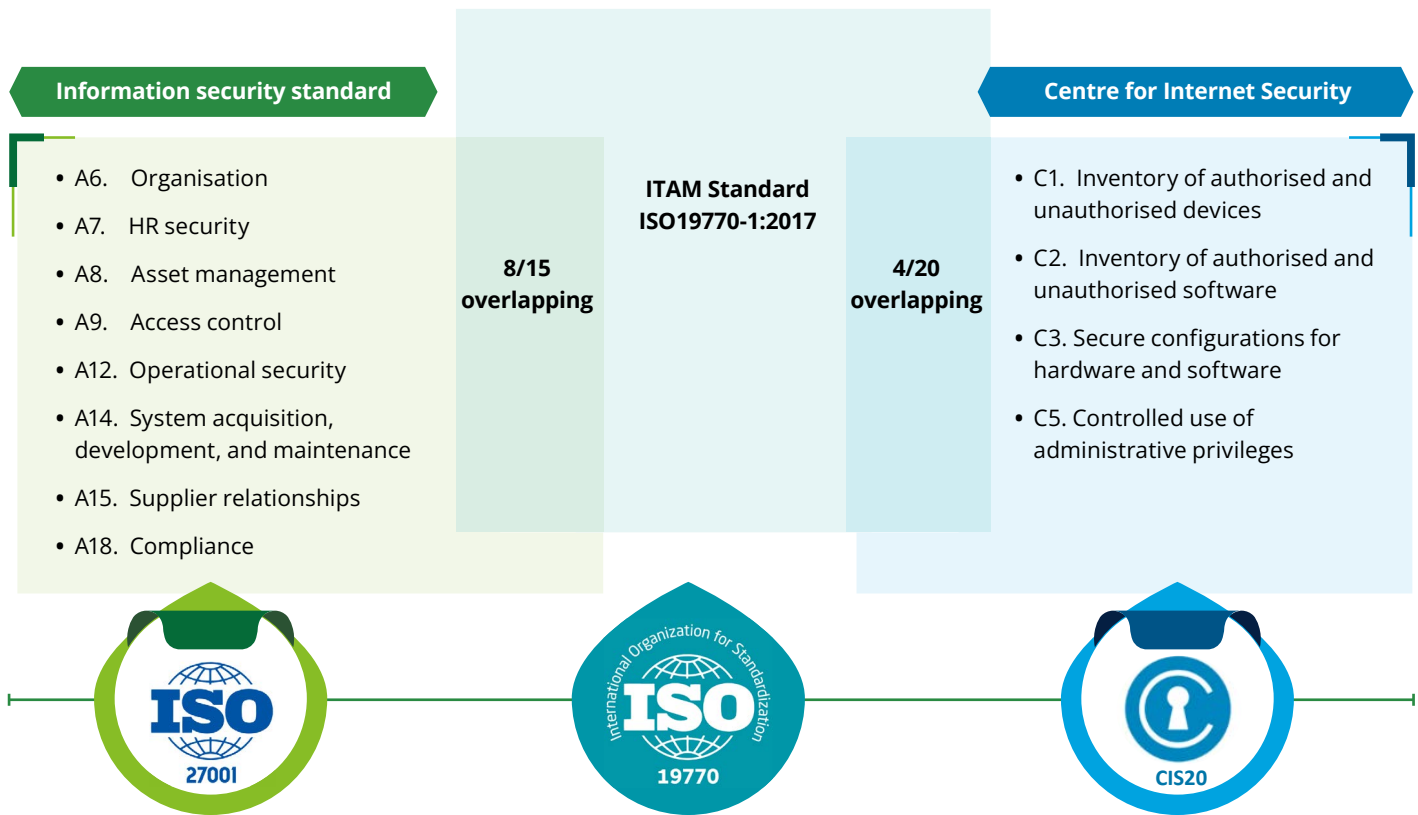 Information security standard
• A6. Organisation
• A7. HR security
• A8. Asset management
• A9. Access control
• A12. Operational security
• A14. System acquisition,
development, and maintenance
• A15. Supplier relationships
• A18. Compliance
8/15
overlapping
ITAM Standard
ISO19770-1:2017
4/20
overlapping
Centre for Internet Security
• C1. Inventory of authorised and
unauthorised devices
• C2. Inventory of authorised and
unauthorised software
• C3. Secure configurations for
hardware and software
• C5. Controlled use of
administrative privileges
ISO
27001
International Organization for Standardization
ISO
19770
CIS20